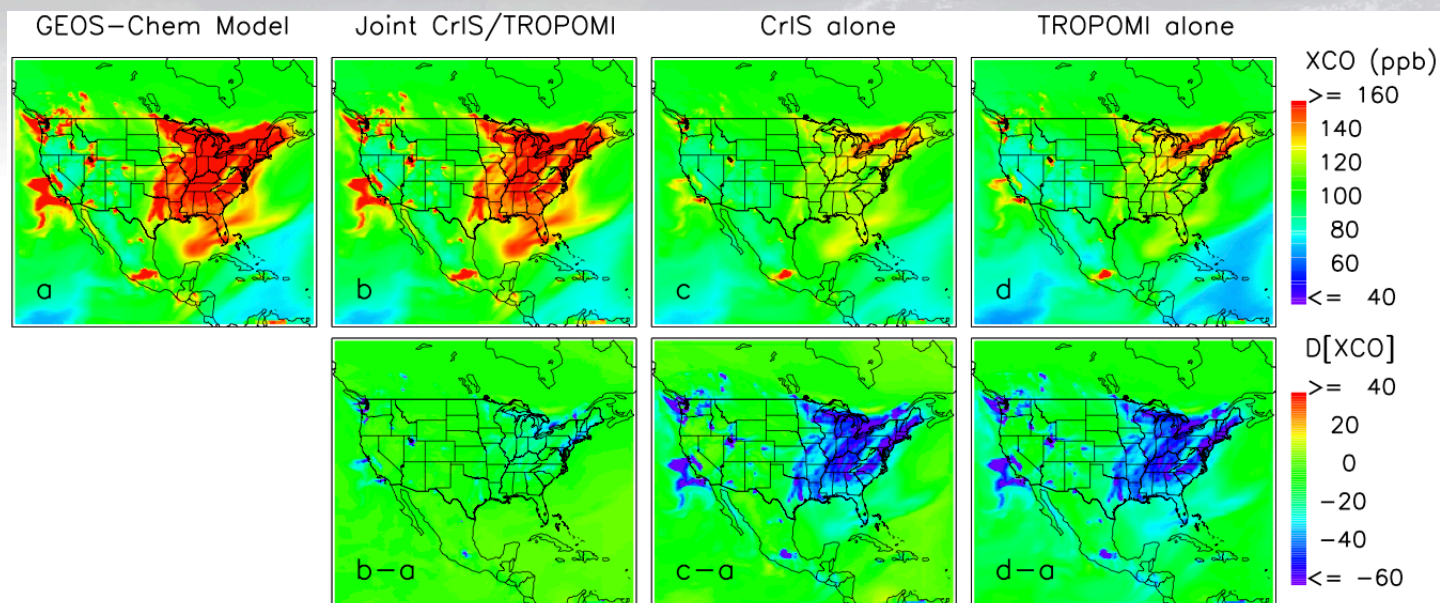 GEOS-Chem Model
Joint CrIS/TROPOMI
CrIS alone
TROPOMI alone
a
b
c
d
XCO (ppb)
>= 160
140
120
100
80
60
<= 40
b-a
c-a
d-a
D[XCO]
>= 40
20
0
-20
-40
<= -60